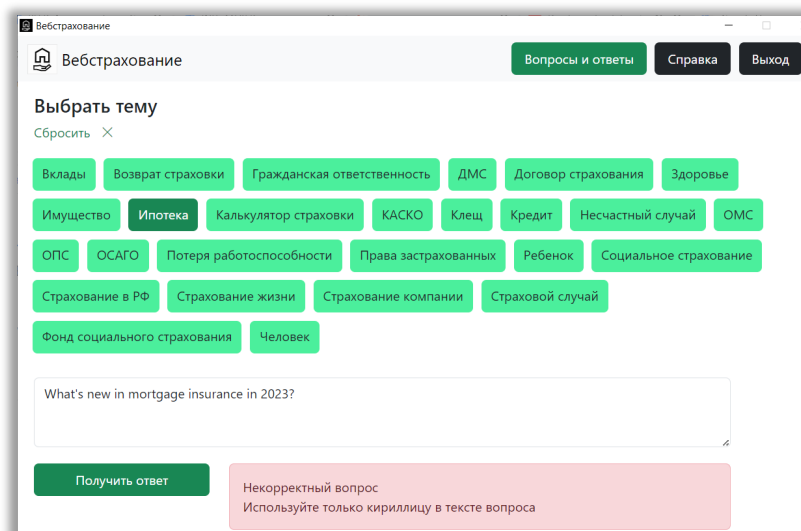 Вебстрахование
Вебстрахование
Вопросы и ответы
Справка
Выход
Выбрать тему
Сбросить
Вклады Возврат страховки Гражданская ответственность ДМС Договор страхования Здоровье
Имущество Ипотека Калькулятор страховки КАСКО Клещ Кредит Несчастный случай ОМС
ОПС ОСАГО Потеря работоспособности Права застрахованных Ребенок Социальное страхование
Страхование в РФ Страхование жизни Страхование компании Страховой случай
Фонд социального страхования Человек
What's new in mortgage insurance in 2023?
Получить ответ
Некорректный вопрос
Используйте только кириллицу в тексте вопроса